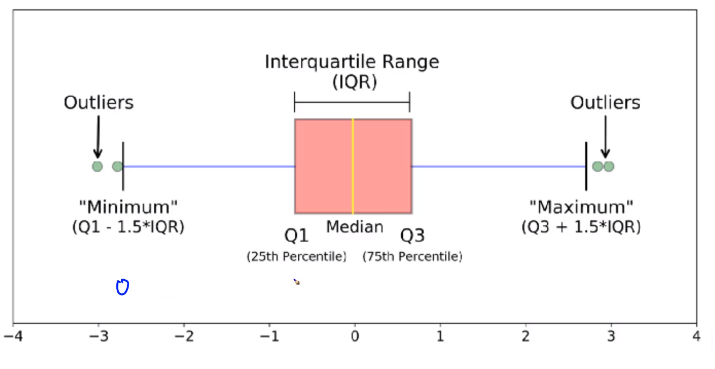 Interquartile Range
(IQR)
Outliers
Outliers
"Minimum"
(Q1 - 1.5*IQR)
"Maximum"
(Q3 + 1.5*IQR)
Q1
Median
Q3
(25th Percentile)
(75th Percentile)
0
−4
−3
−2
−1
0
1
2
3
4